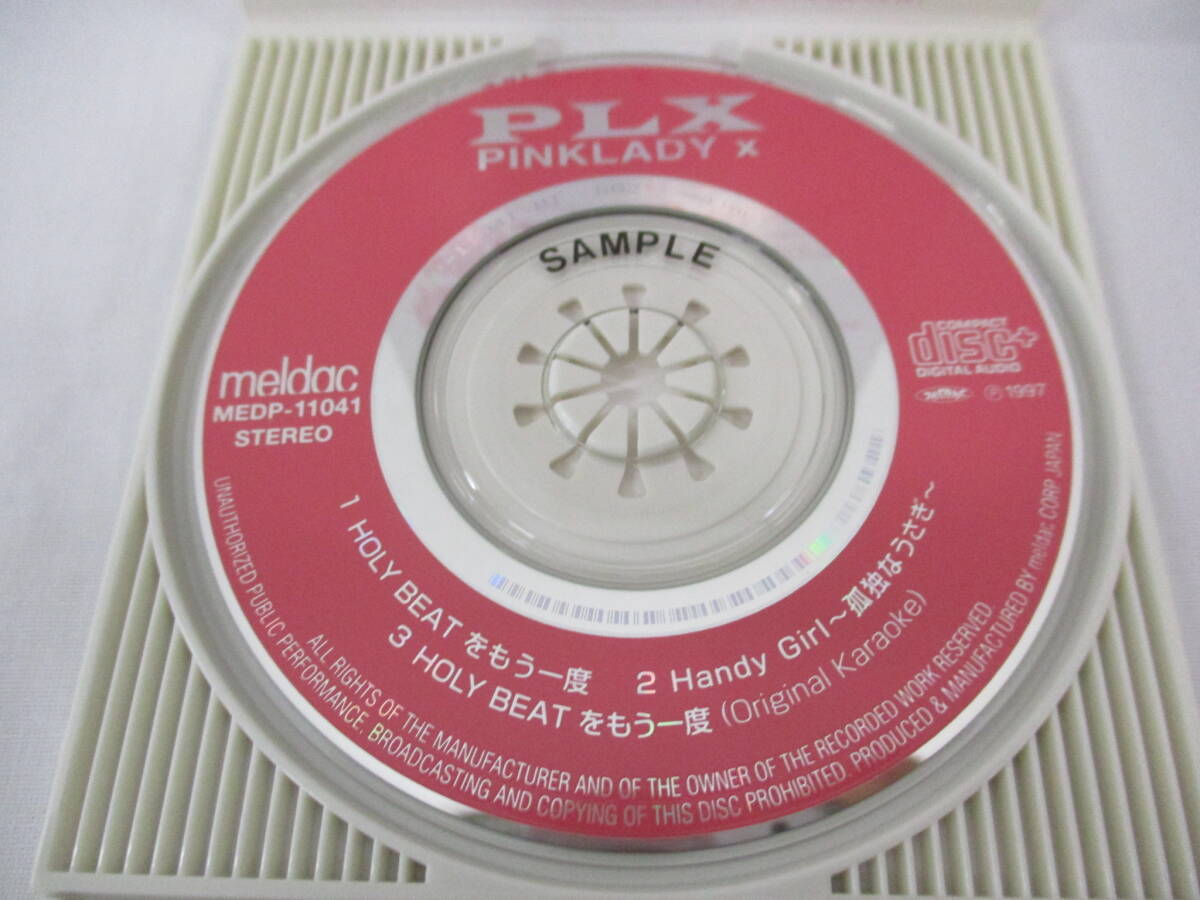 PLX
PINKLADY X
SAMPLE
meldac
MEDP-11041
STEREO
COMPACT
disc
DIGITAL AUDIO
Ⓟ 1997
1 HOLY BEAT をもう一度 2 Handy Girl～孤独なうさぎ～
3 HOLY BEAT をもう一度 (Original Karaoke)
ALL RIGHTS OF THE MANUFACTURER AND OF THE OWNER OF THE RECORDED WORK RESERVED.
UNAUTHORIZED PUBLIC PERFORMANCE, BROADCASTING AND COPYING OF THIS DISC PROHIBITED. PRODUCED & MANUFACTURED BY meldac CORP JAPAN